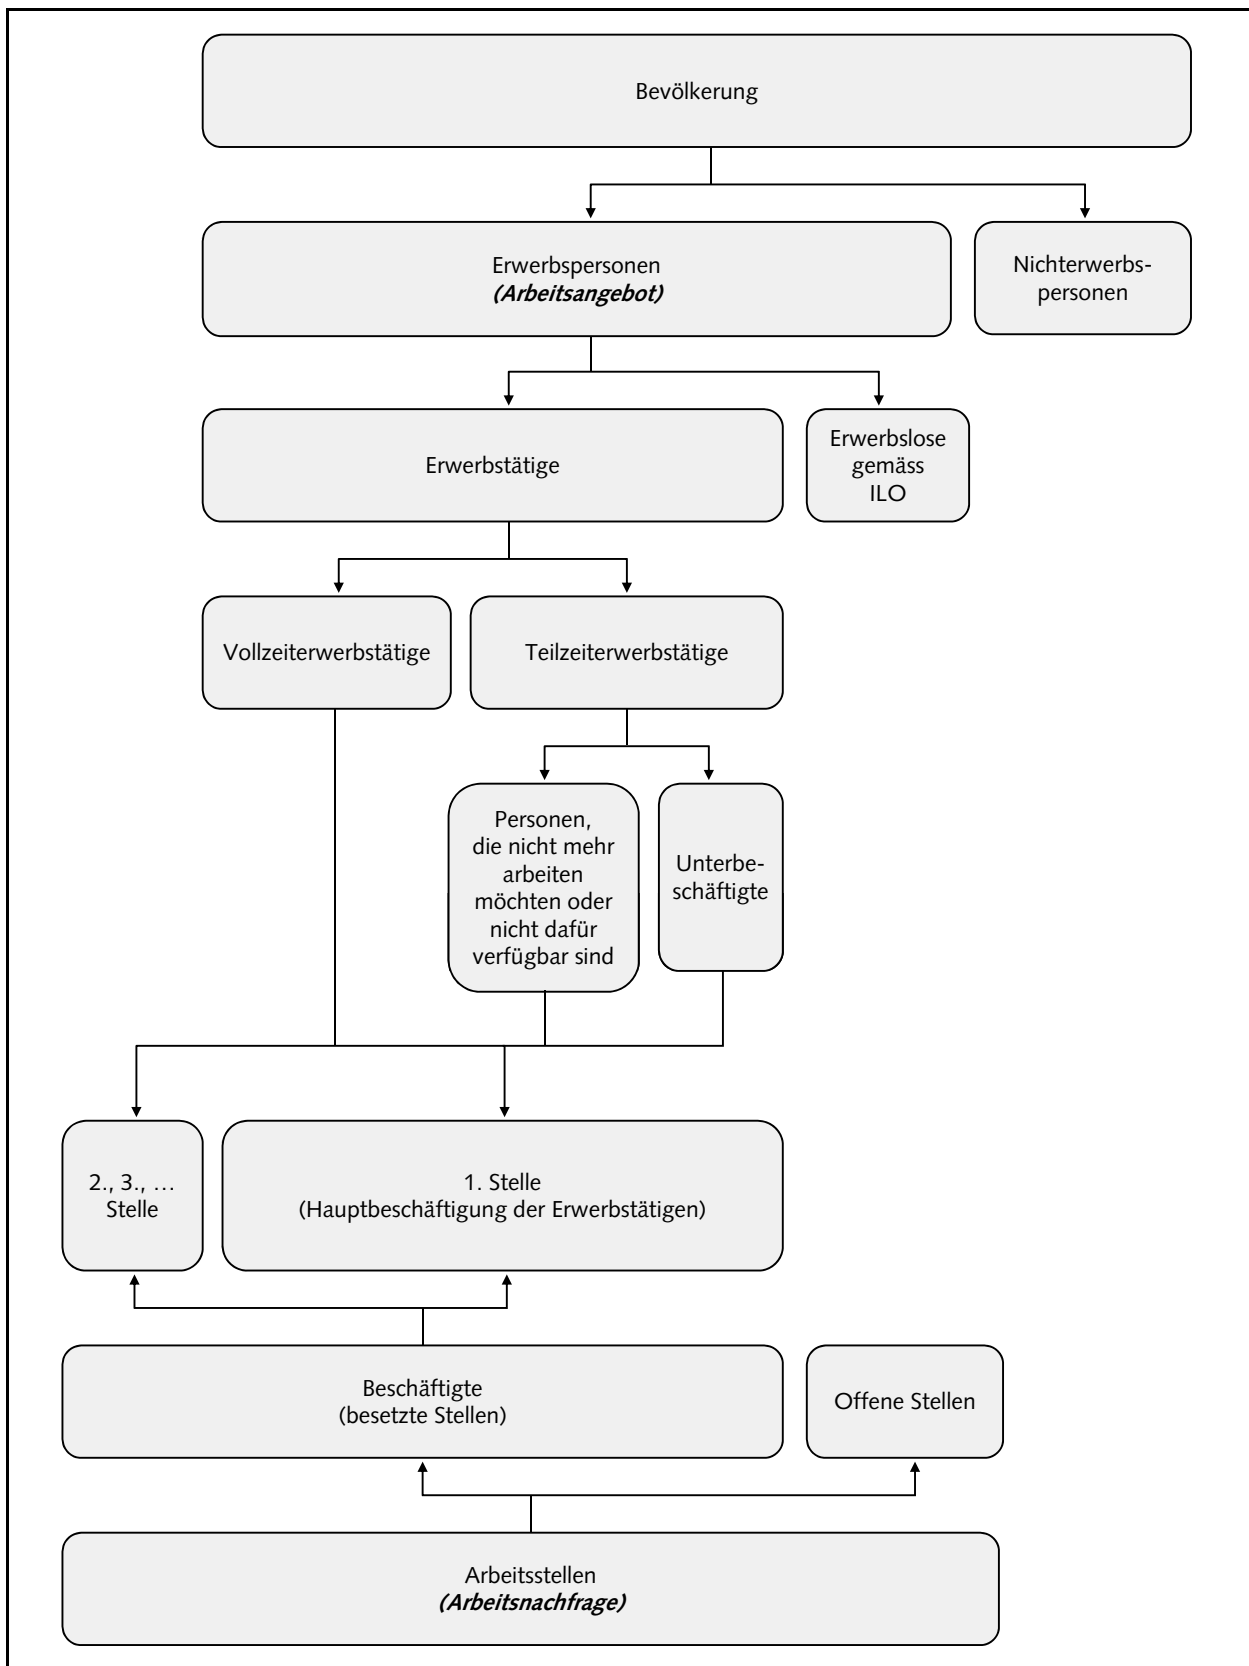 Bevölkerung
Erwerbspersonen
(Arbeitsangebot)
Nichterwerbs-
personen
Erwerbstätige
Erwerbslose
gemäss
ILO
Vollzeiterwerbstätige
Teilzeiterwerbstätige
Personen,
die nicht mehr
arbeiten
möchten oder
nicht dafür
verfügbar sind
Unterbe-
schäftigte
2., 3., …
Stelle
1. Stelle
(Hauptbeschäftigung der Erwerbstätigen)
Beschäftigte
(besetzte Stellen)
Offene Stellen
Arbeitsstellen
(Arbeitsnachfrage)